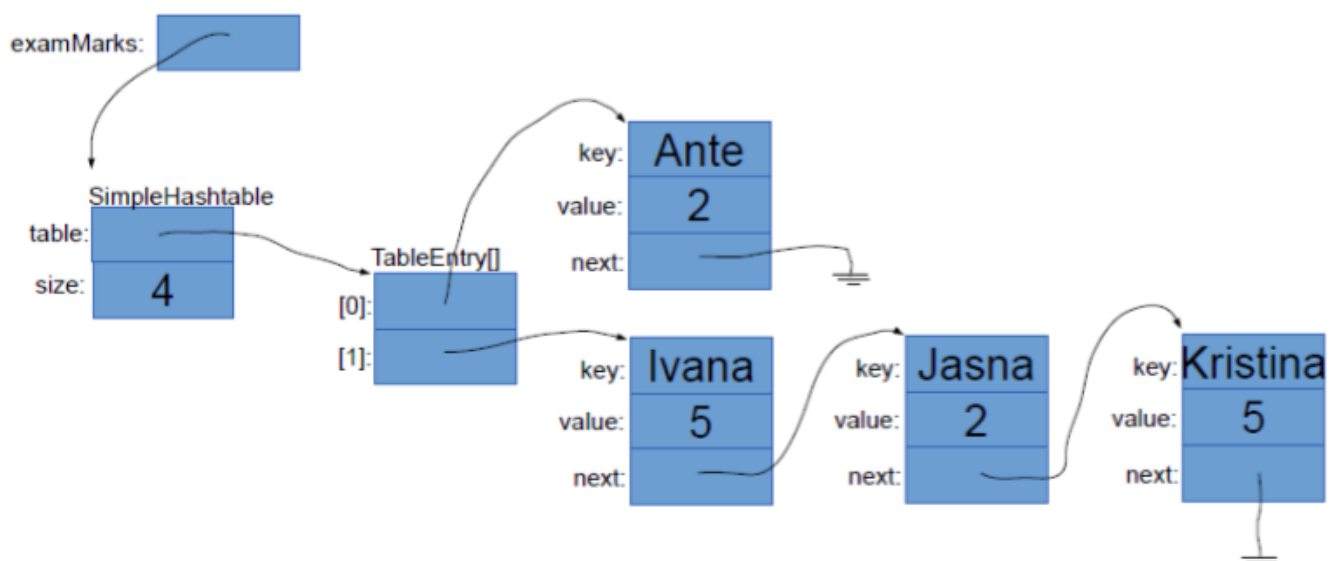 examMarks:
SimpleHashtable
table:
size: 4
TableEntry[]
[0]:
[1]:
key: Ante
value: 2
next:
key: Ivana
value: 5
next:
key: Jasna
value: 2
next:
key: Kristina
value: 5
next: